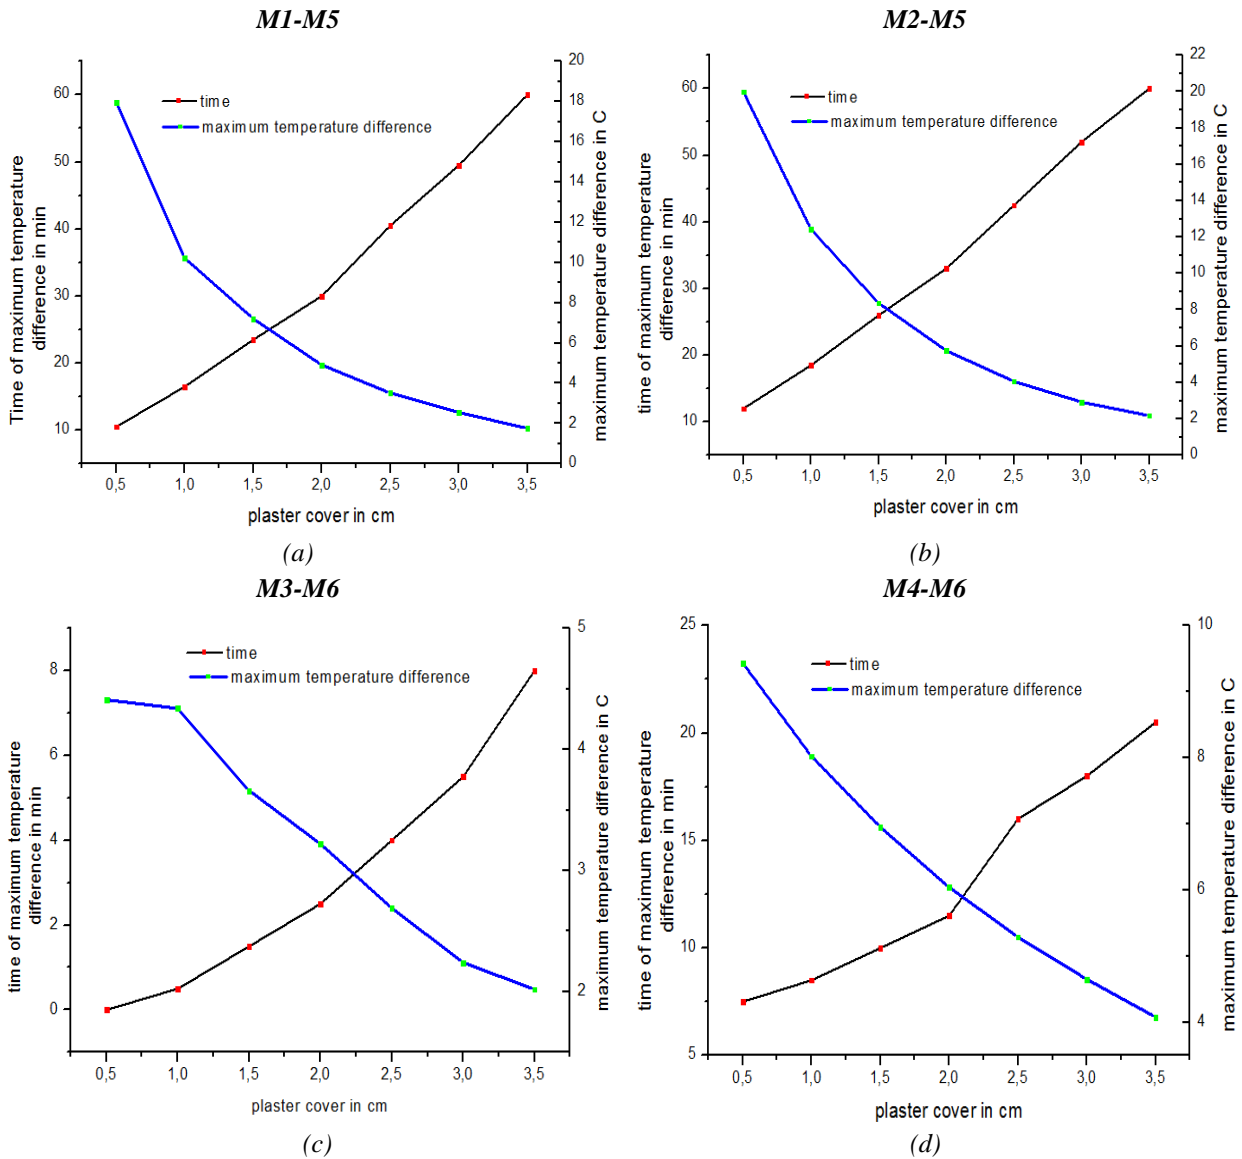 M1-M5
20
18
16
14
12
10
8
6
4
2
0
60
50
40
30
20
10
time
maximum temperature difference
Time of maximum temperature
difference in min
maximum temperature difference in C
0,5 1,0 1,5 2,0 2,5 3,0 3,5
plaster cover in cm
(a)
M2-M5
22
20
18
16
14
12
10
8
6
4
2
0
60
50
40
30
20
10
time
maximum temperature difference
time of maximum temperature
difference in min
maximum temperature difference in C
0,5 1,0 1,5 2,0 2,5 3,0 3,5
plaster cover in cm
(b)
M3-M6
5
4
3
2
8
6
4
2
0
time
maximum temperature difference
time of maximum temperature
difference in min
maximum temperature difference in C
0,5 1,0 1,5 2,0 2,5 3,0 3,5
plaster cover in cm
(c)
M4-M6
10
8
6
4
25
20
15
10
5
time
maximum temperature difference
time of maximum temperature
difference in min
maximum temperature difference in C
0,5 1,0 1,5 2,0 2,5 3,0 3,5
plaster cover in cm
(d)